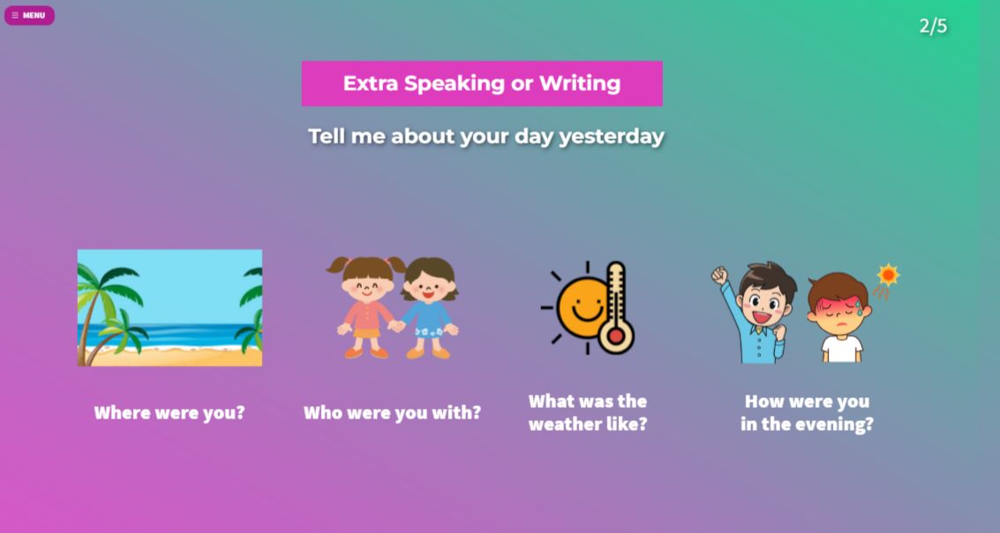 MENU
2/5
Extra Speaking or Writing
Tell me about your day yesterday
Where were you?
Who were you with?
What was the
weather like?
How were you
in the evening?